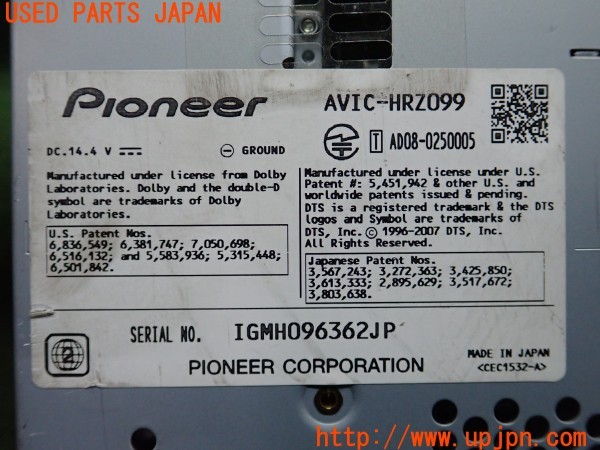 USED PARTS JAPAN
Pioneer
AVIC-HRZ099
DC.14.4 V
GROUND
T AD08-0250005
Manufactured under license from Dolby
Laboratories. Dolby and the double-D
symbol are trademarks of Dolby
Laboratories.
U.S. Patent Nos.
6,836,549; 6,381,747; 7,050,698;
6,516,132; and 5,583,936; 5,315,448;
6,501,842.
Manufactured under license under U.S.
Patent #: 5,451,942 & other U.S. and
worldwide patents issued & pending.
DTS is a registered trademark & the DTS
logos and Symbol are trademarks of
DTS, Inc. © 1996-2007 DTS, Inc.
All Rights Reserved.
Japanese Patent Nos.
3,567,243; 3,272,363; 3,425,850;
3,613,333; 2,895,629; 3,517,672;
3,803,638.
2
SERIAL NO. IGMH096362JP
PIONEER CORPORATION
MADE IN JAPAN
<CEC1532-A>
http://www.upjpn.com/